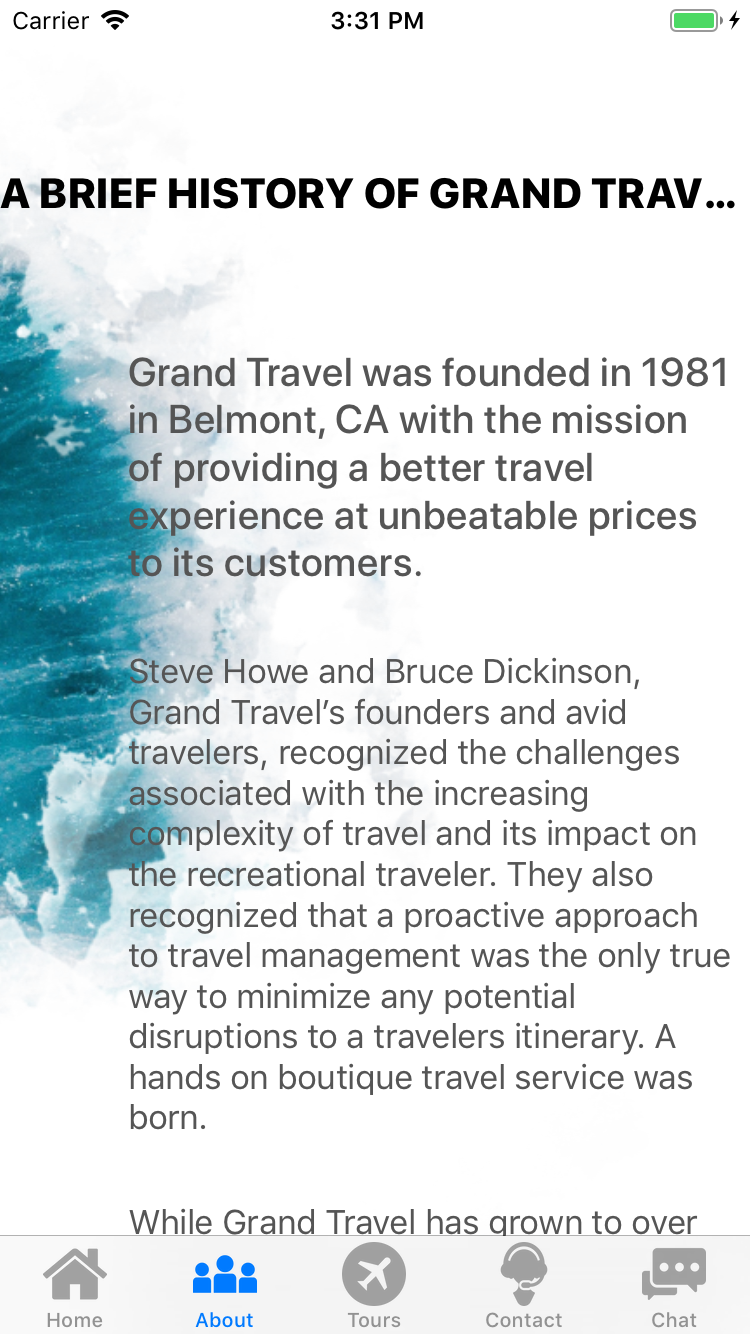 Carrier 3:31 PM
A BRIEF HISTORY OF GRAND TRAV...
Grand Travel was founded in 1981
in Belmont, CA with the mission
of providing a better travel
experience at unbeatable prices
to its customers.
Steve Howe and Bruce Dickinson,
Grand Travel’s founders and avid
travelers, recognized the challenges
associated with the increasing
complexity of travel and its impact on
the recreational traveler. They also
recognized that a proactive approach
to travel management was the only true
way to minimize any potential
disruptions to a travelers itinerary. A
hands on boutique travel service was
born.
While Grand Travel has grown to over
Home About Tours Contact Chat